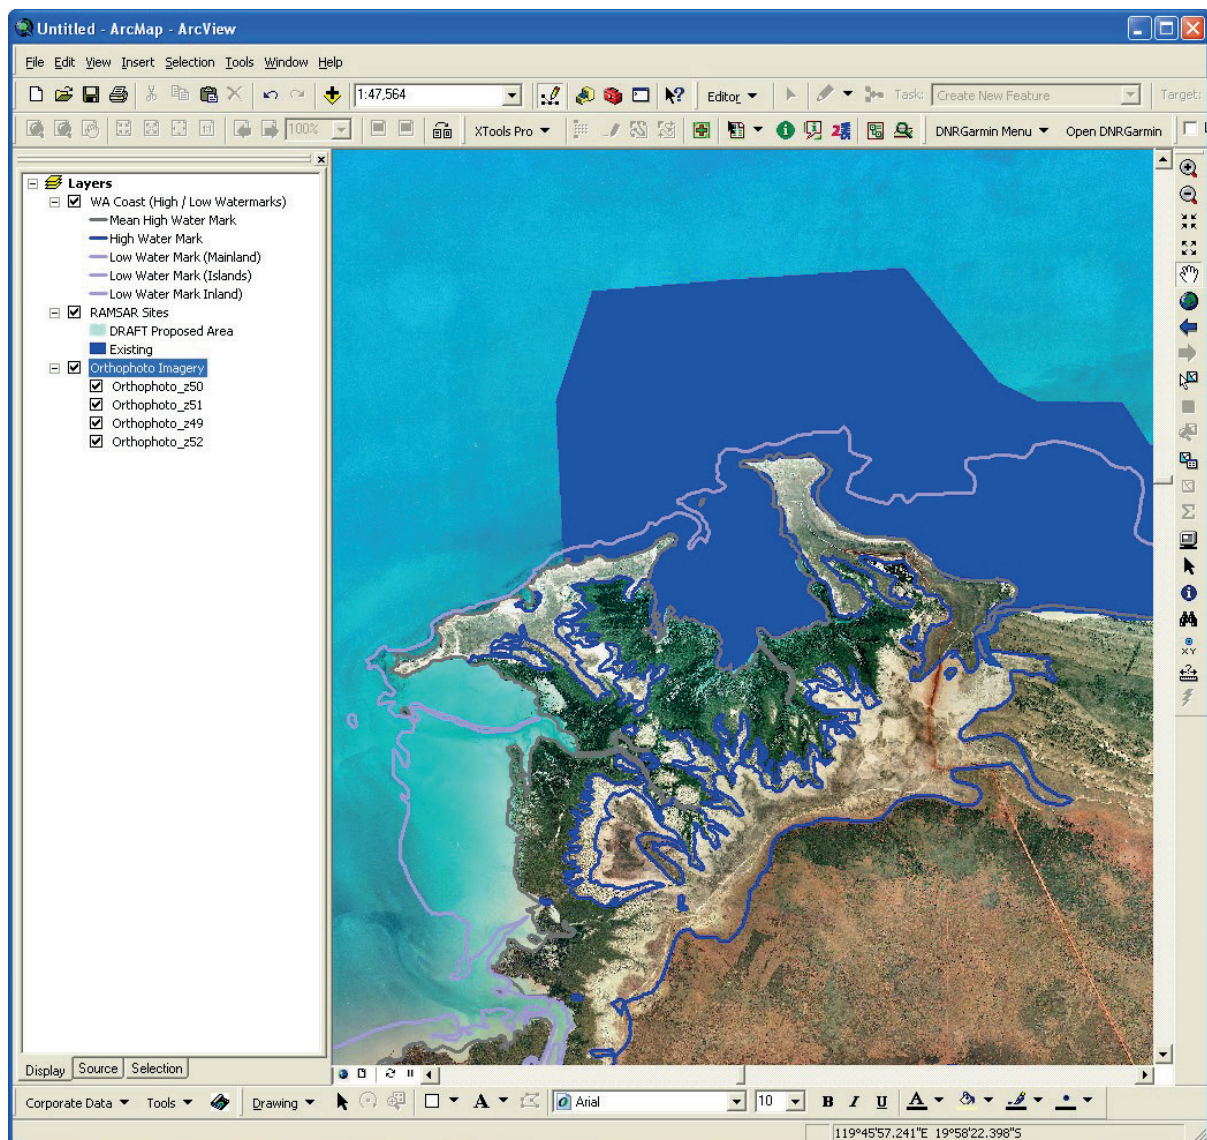 Untitled - ArcMap - ArcView
File Edit View Insert Selection Tools Window Help
1:47,564 Editor Task: Create New Feature Target:
100% XTools Pro DNRGarmin Menu Open DNRGarmin
Layers
WA Coast (High / Low Watermarks)
Mean High Water Mark
High Water Mark
Low Water Mark (Mainland)
Low Water Mark (Islands)
Low Water Mark Inland)
RAMSAR Sites
DRAFT Proposed Area
Existing
Orthophoto Imagery
Orthophoto_z50
Orthophoto_z51
Orthophoto_z49
Orthophoto_z52
Display Source Selection
Corporate Data Tools Drawing A Arial 10 B I U A
119°45'57.241"E 19°58'22.398"S